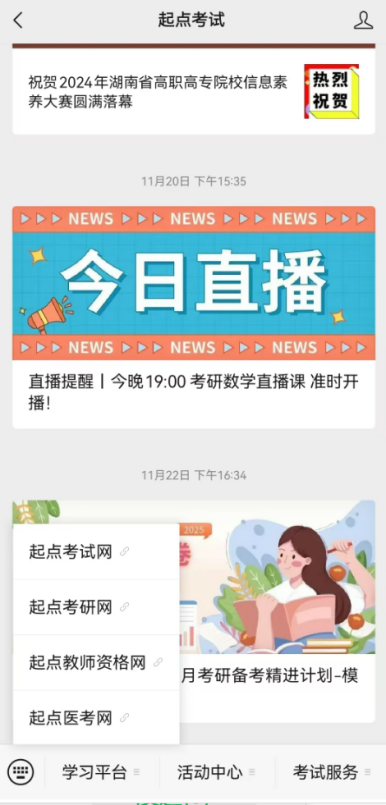 起点考试
祝贺2024年湖南省高职高专院校信息素
养大赛圆满落幕
热烈
祝贺
11月20日 下午15:35
NEWS NEWS NEWS
今日直播
NEWS NEWS NEWS
直播提醒丨今晚19:00 考研数学直播课 准时开
播!
11月22日 下午16:34
2025
卷
月考研备考精进计划-模
起点考试网
起点考研网
起点教师资格网
起点医考网
学习平台 活动中心 考试服务